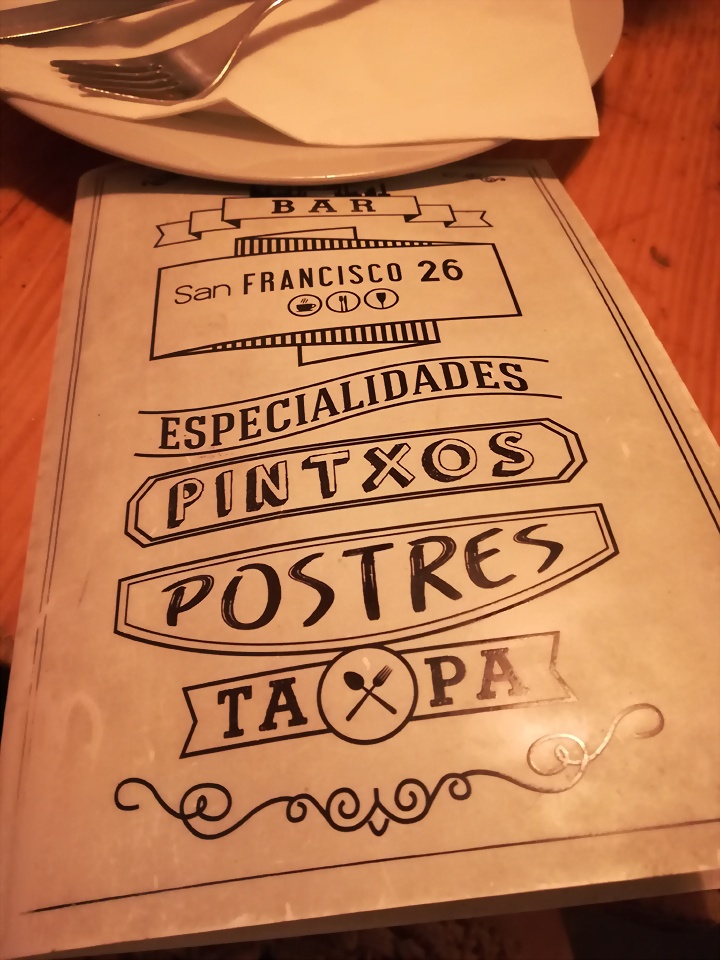 BAR
San FRANCISCO 26
ESPECIALIDADES
PINTXOS
POSTRES
TA PA